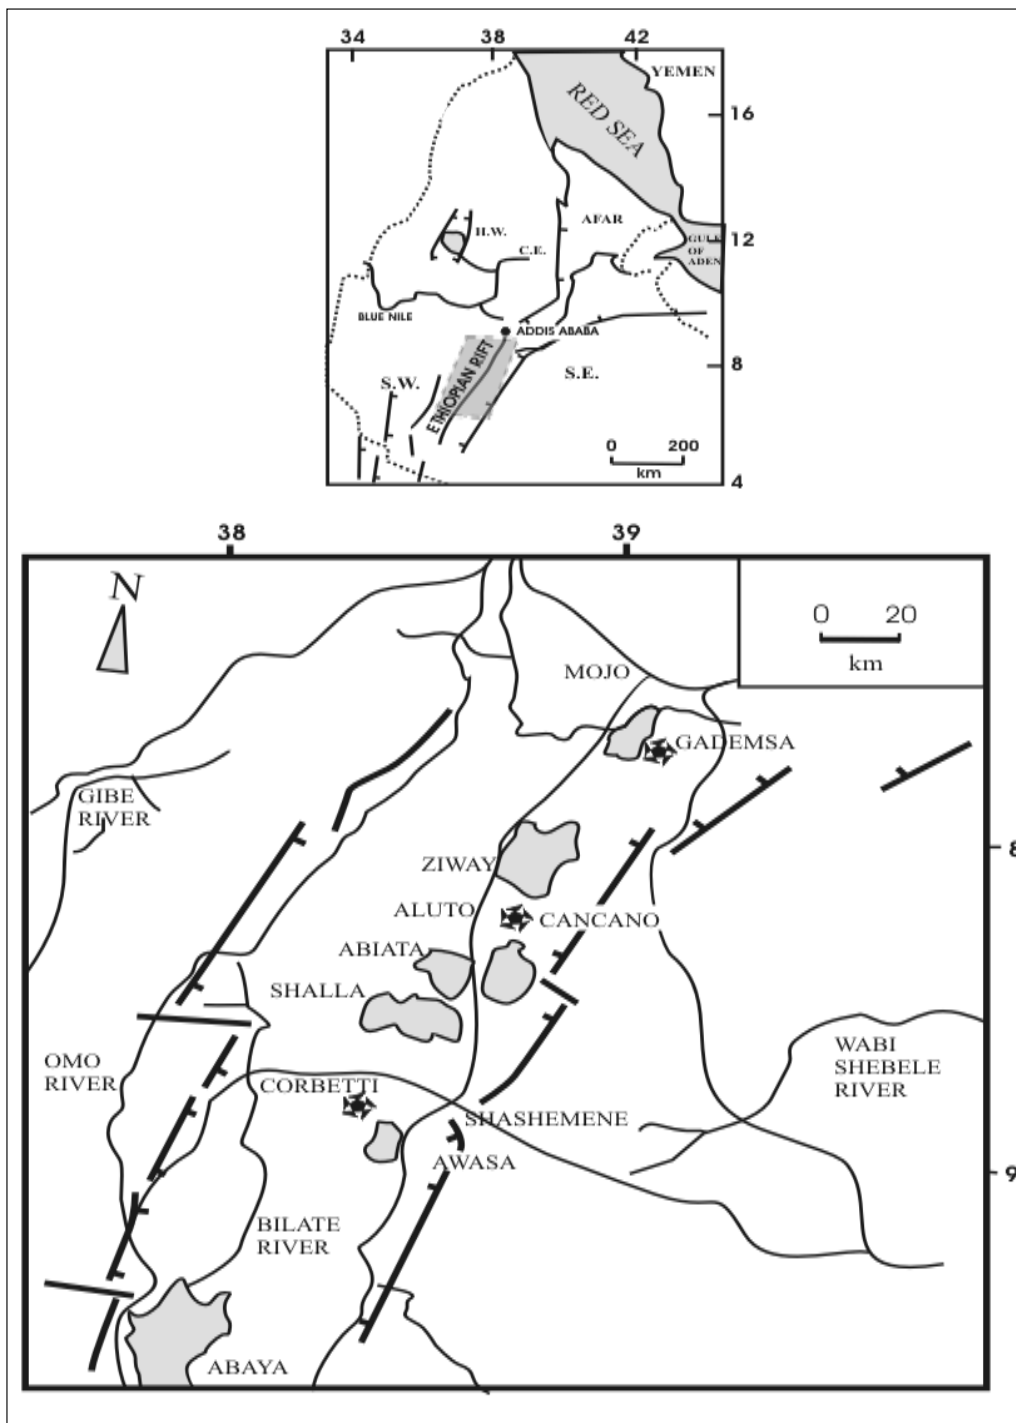 34 38 42
YEMEN
RED SEA
16
AFAR
H.W.
C.E.
GULF
OF
ADEN
12
BLUE NILE
ADDIS ABABA
ETHIOPIAN RIFT
8
S.E.
S.W.
0 200
km
4
38 39
N
0 20
km
MOJO
GADEMSA
GIBE
RIVER
8
ZIWAY
ALUTO
CANCANO
ABIATA
SHALLA
OMO
RIVER
WABI
SHEBELE
RIVER
CORBETTI
SHASHEMENE
AWASA
9
BILATE
RIVER
ABAYA